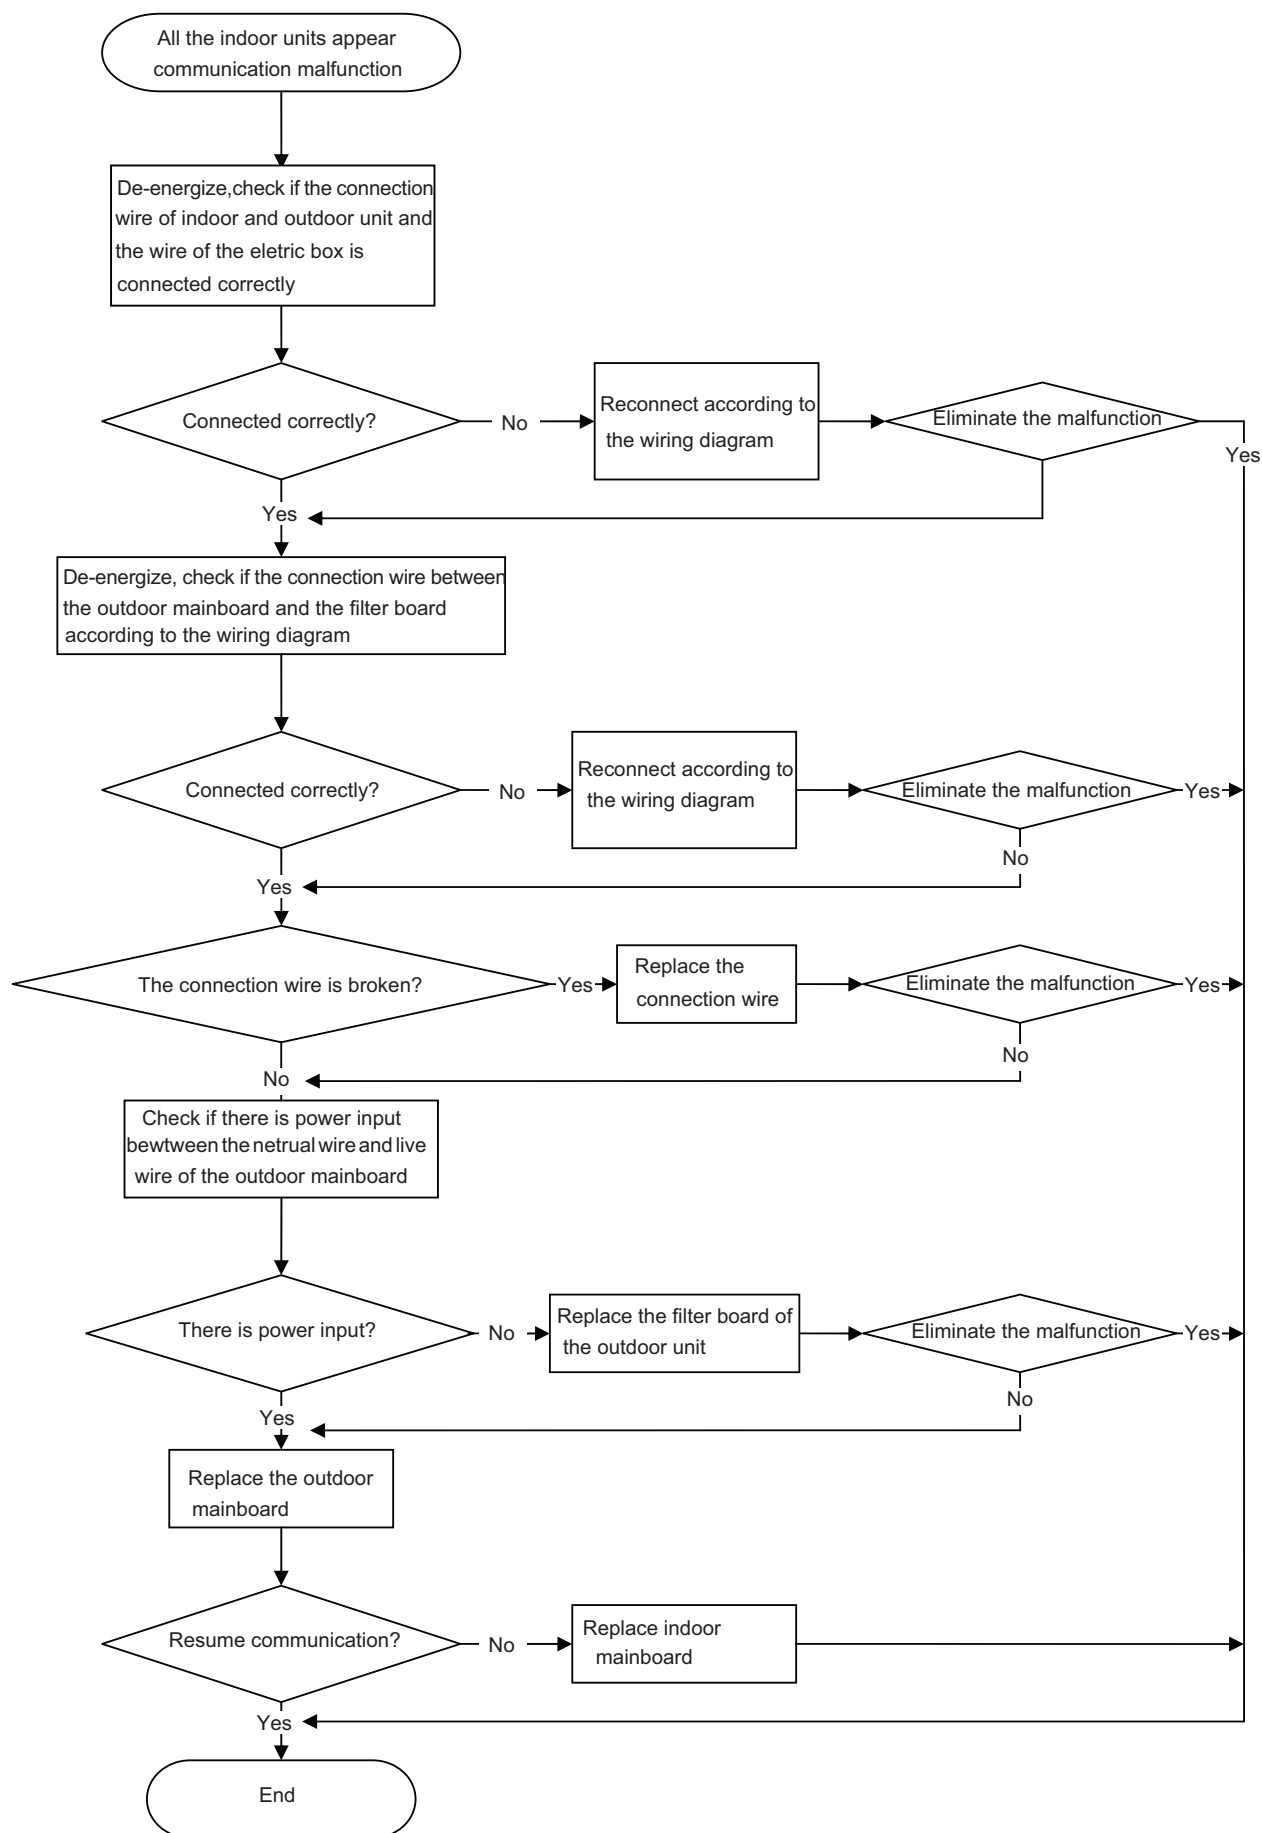 All the indoor units appear
communication malfunction
De-energize,check if the connection
wire of indoor and outdoor unit and
the wire of the eletric box is
connected correctly
Connected correctly?
No
Reconnect according to
the wiring diagram
Eliminate the malfunction
Yes
Yes
De-energize, check if the connection wire between
the outdoor mainboard and the filter board
according to the wiring diagram
Connected correctly?
No
Reconnect according to
the wiring diagram
Eliminate the malfunction
Yes
No
Yes
The connection wire is broken?
Yes
Replace the
connection wire
Eliminate the malfunction
Yes
No
No
Check if there is power input
bewtween the netrual wire and live
wire of the outdoor mainboard
There is power input?
No
Replace the filter board of
the outdoor unit
Eliminate the malfunction
Yes
No
Yes
Replace the outdoor
mainboard
Resume communication?
No
Replace indoor
mainboard
Yes
End